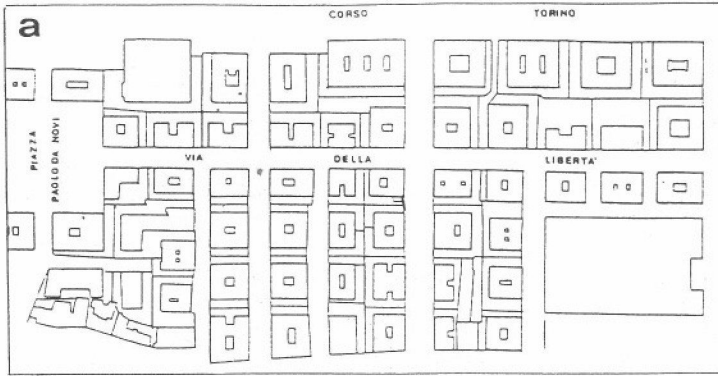 a
CORSO TORINO
PIAZZA
PAOLO DA NOVI
VIA DELLA LIBERTA'